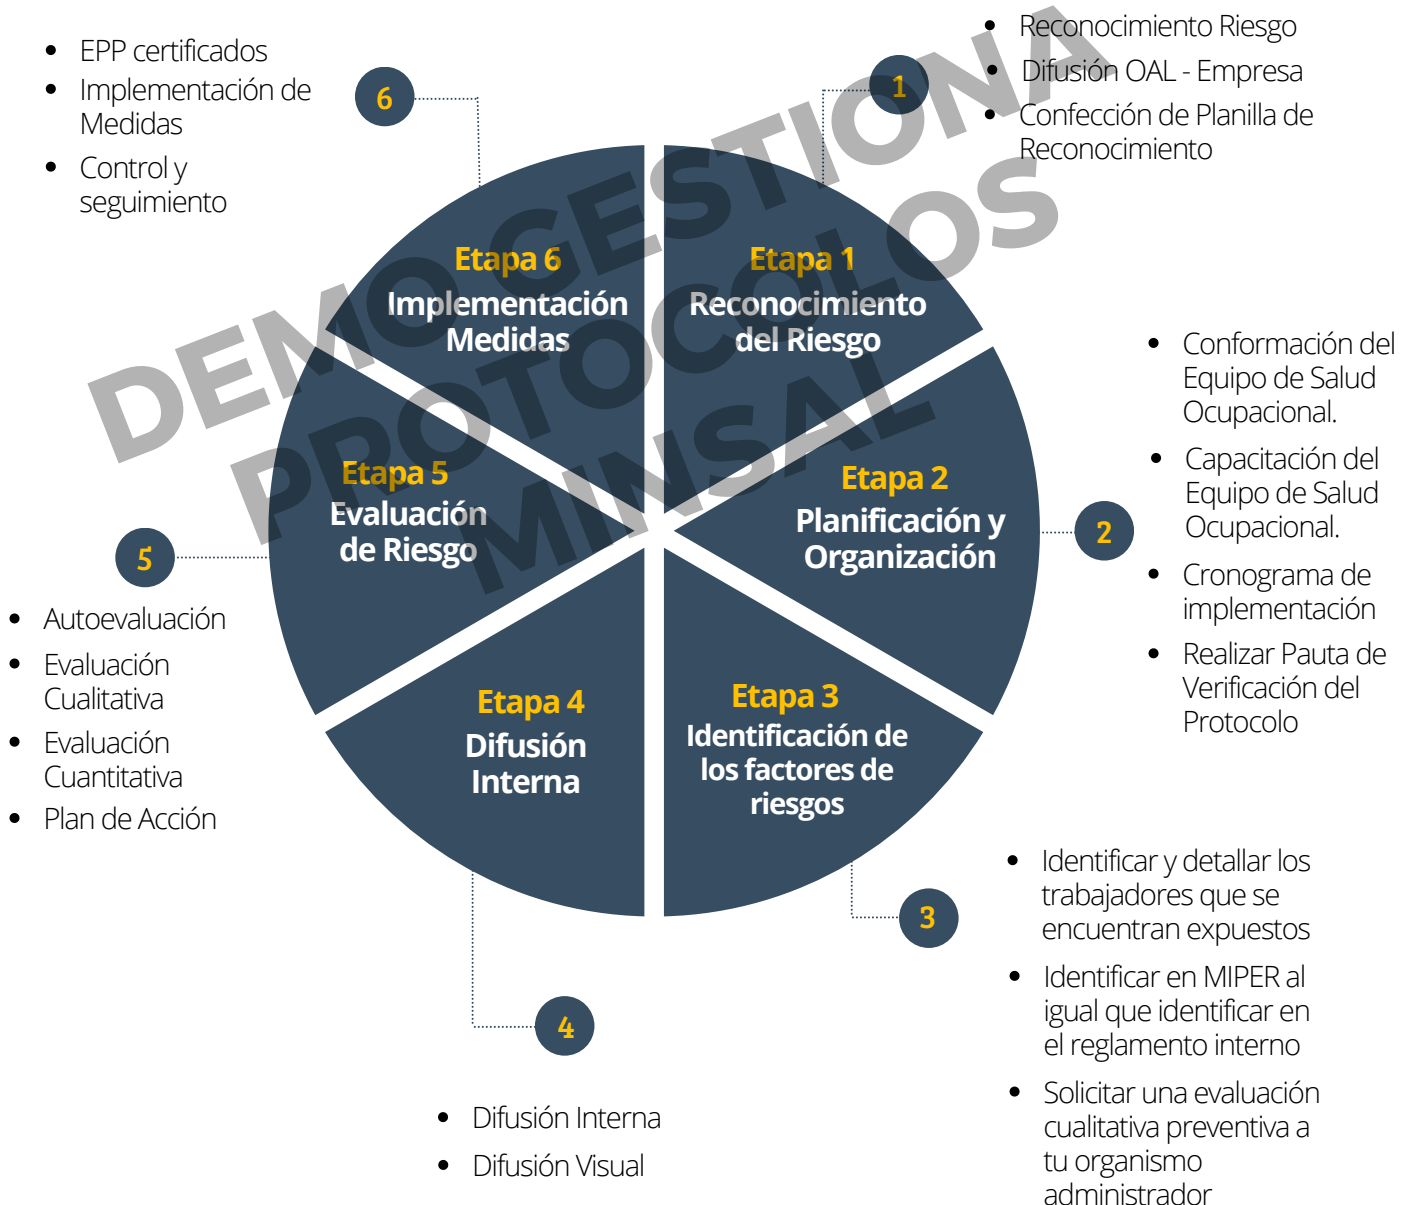 EPP certificados
Implementación de
Medidas
Control y
seguimiento
6
1
Reconocimiento Riesgo
Difusión OAL - Empresa
Confección de Planilla de
Reconocimiento
DEMO GESTIONA
PROTOCOLOS
MINSAL
Etapa 6
Implementación
Medidas
Etapa 1
Reconocimiento
del Riesgo
Etapa 5
Evaluación
de Riesgo
Etapa 2
Planificación y
Organización
Etapa 4
Difusión
Interna
Etapa 3
Identificación de
los factores de
riesgos
2
Conformación del
Equipo de Salud
Ocupacional.
Capacitación del
Equipo de Salud
Ocupacional.
Cronograma de
implementación
Realizar Pauta de
Verificación del
Protocolo
5
Autoevaluación
Evaluación
Cualitativa
Evaluación
Cuantitativa
Plan de Acción
3
Identificar y detallar los
trabajadores que se
encuentran expuestos
Identificar en MIPER al
igual que identificar en
el reglamento interno
Solicitar una evaluación
cualitativa preventiva a
tu organismo
administrador
4
Difusión Interna
Difusión Visual